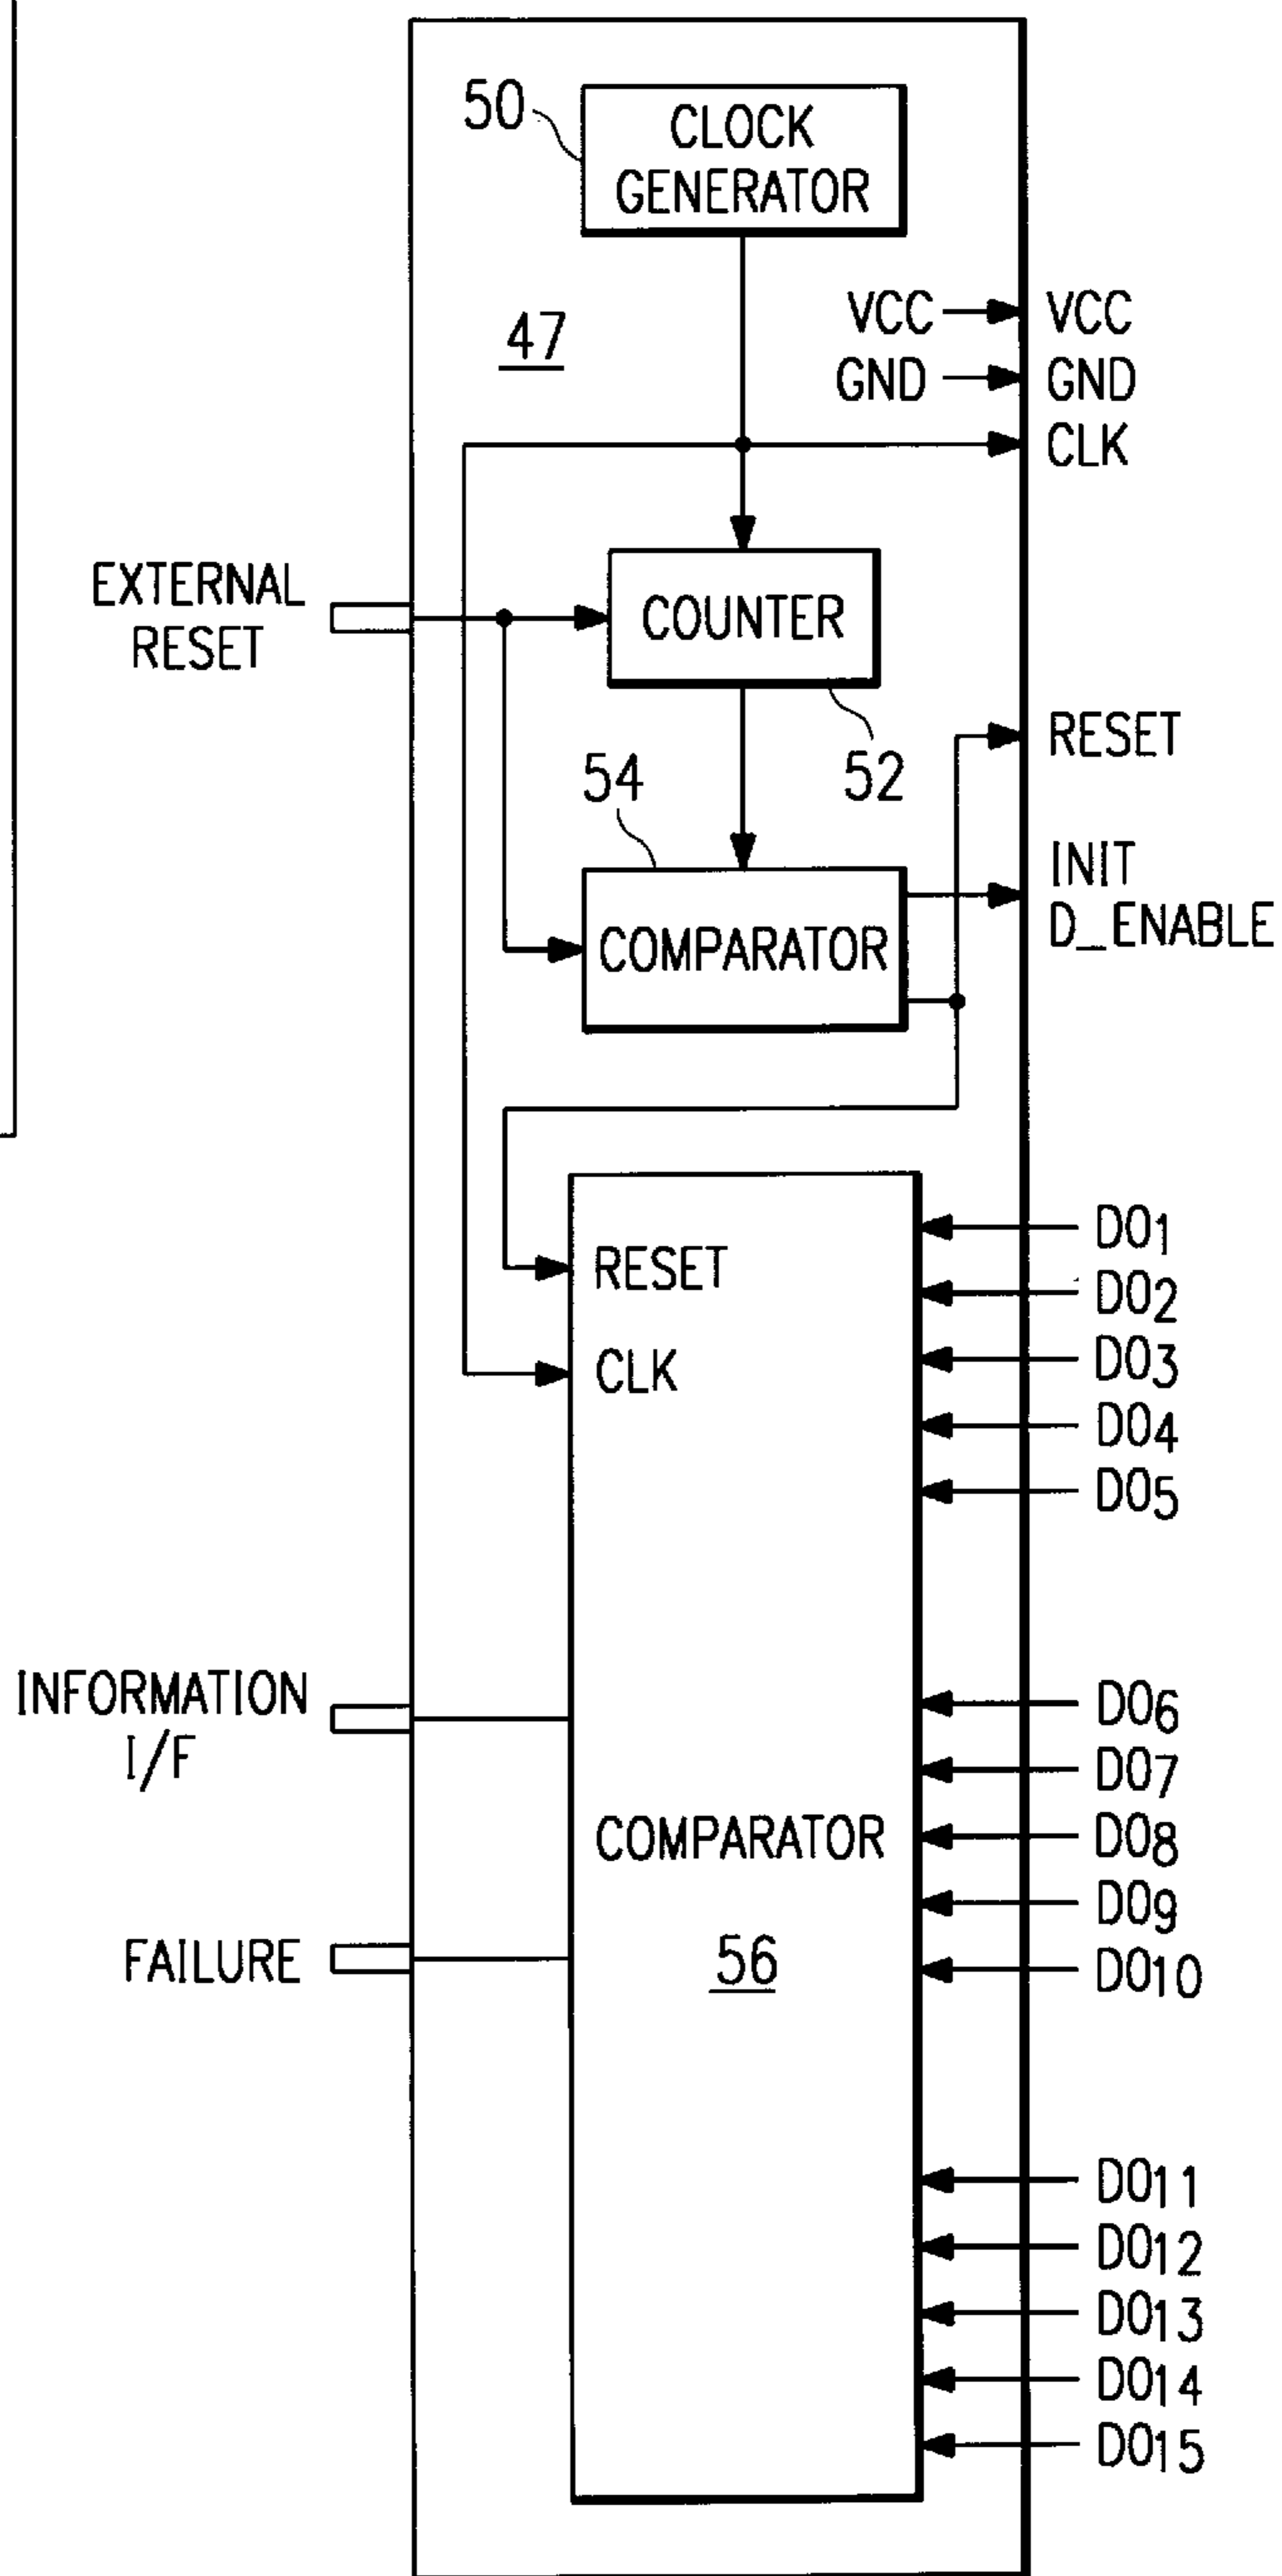 50
CLOCK
GENERATOR
47
VCC
VCC
GND
GND
CLK
EXTERNAL
RESET
COUNTER
52
54
RESET
COMPARATOR
INIT
D_ENABLE
RESET
CLK
DO1
DO2
DO3
DO4
DO5
INFORMATION
I/F
FAILURE
COMPARATOR
56
DO6
DO7
DO8
DO9
DO10
DO11
DO12
DO13
DO14
DO15